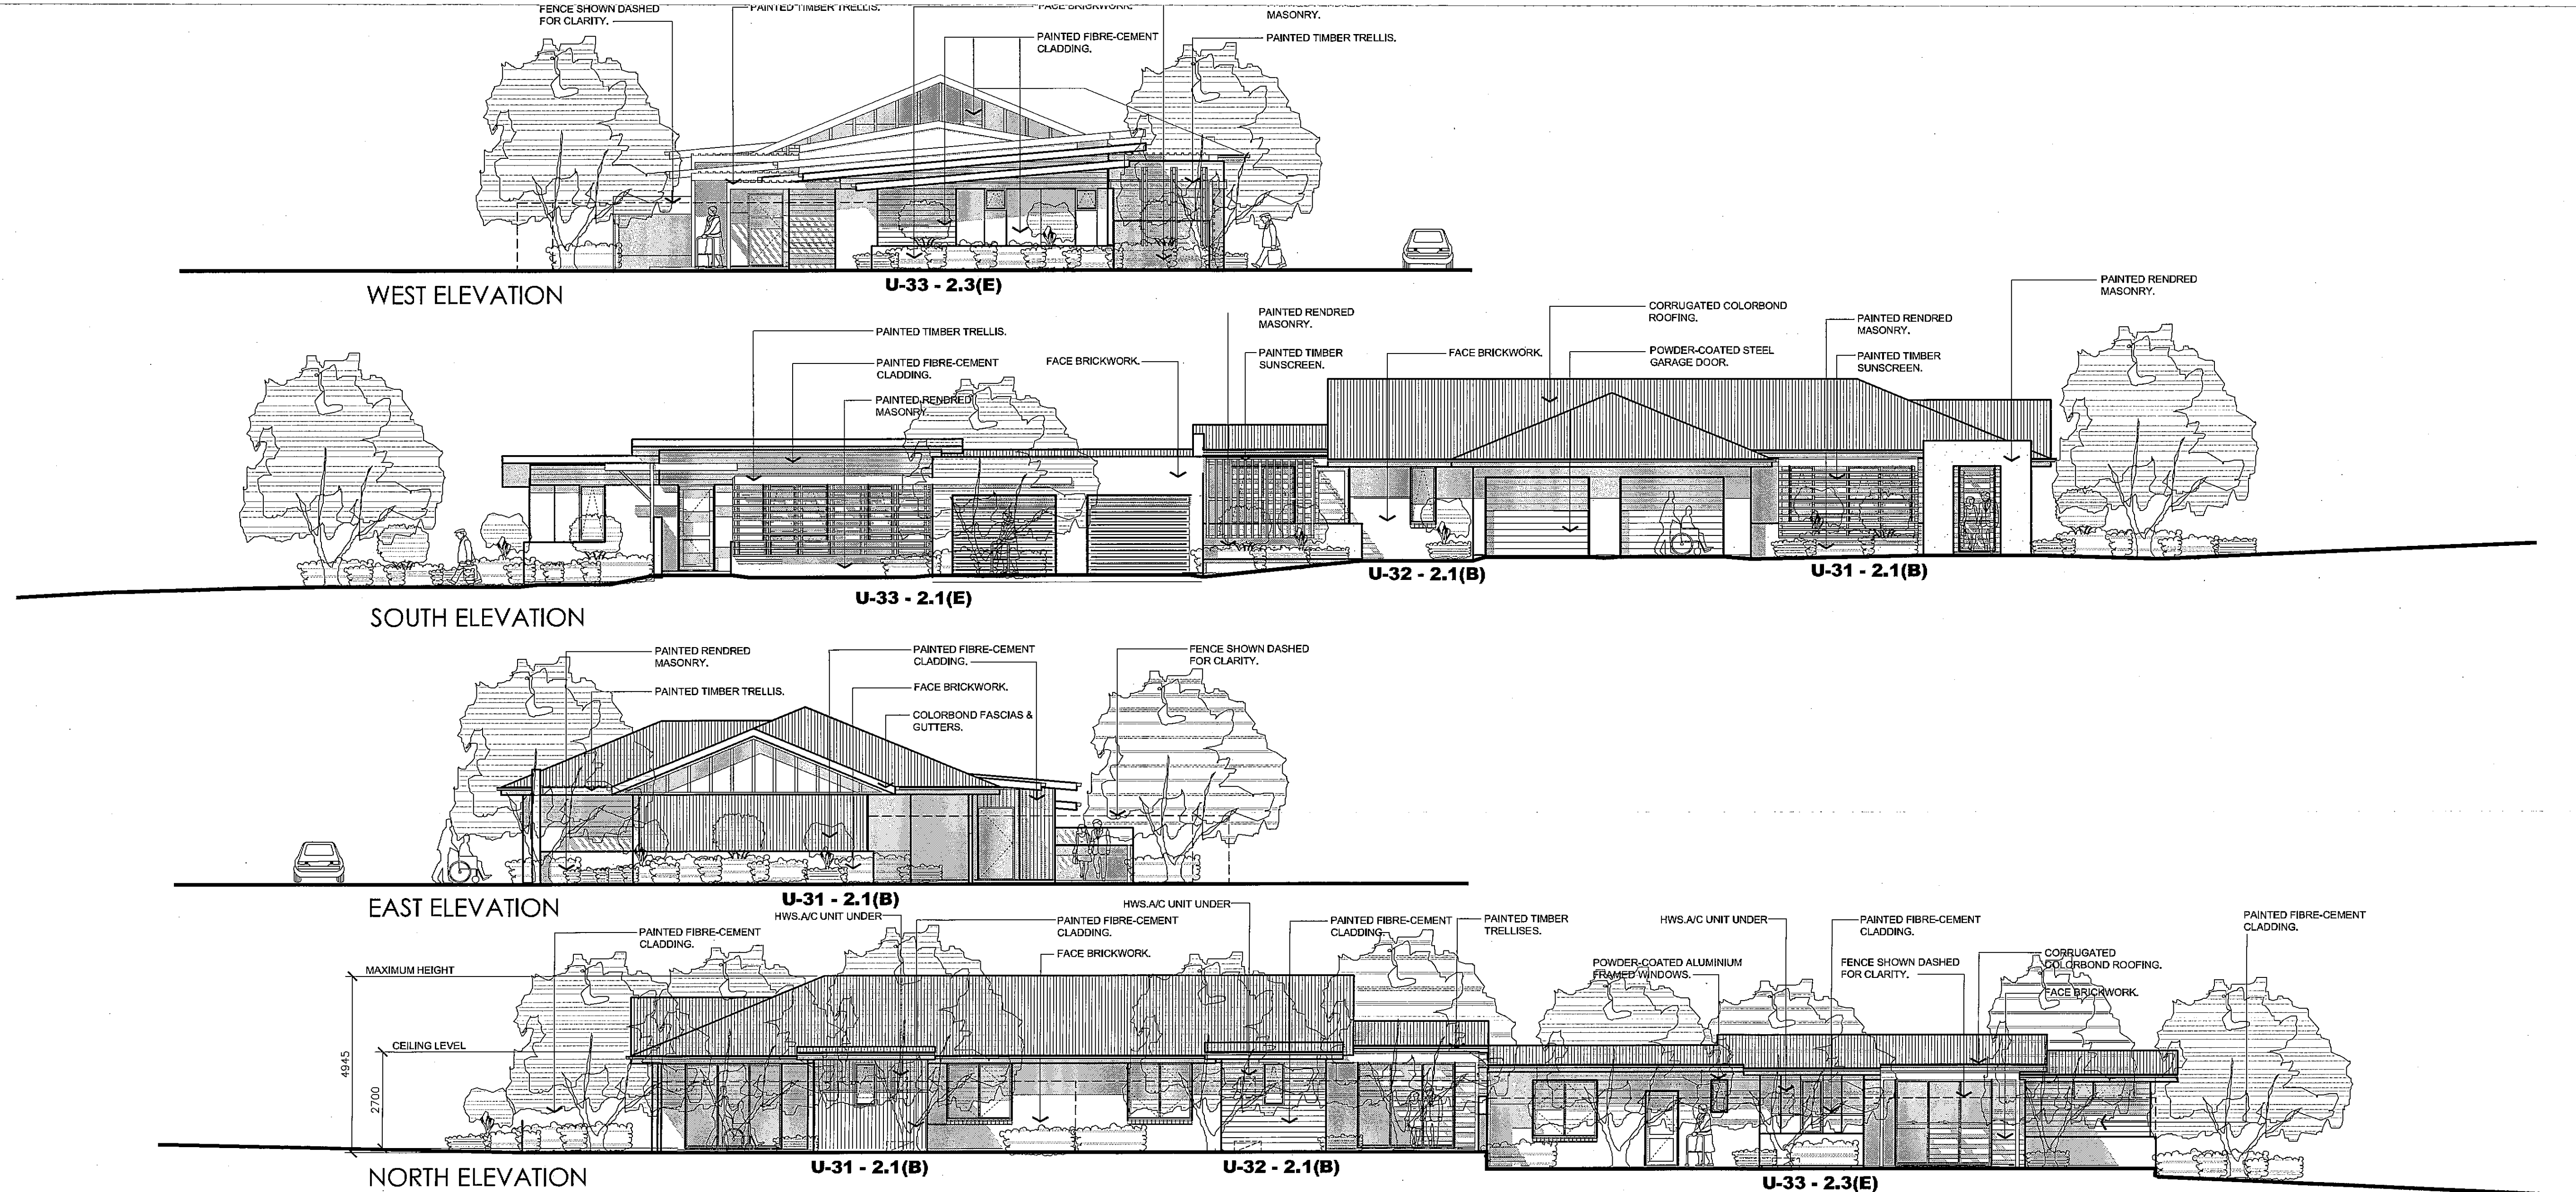 FENCE SHOWN DASHED
FOR CLARITY.
PAINTED TIMBER TRELLIS.
FACE BRICKWORK.
PAINTED FIBRE-CEMENT
CLADDING.
MASONRY.
PAINTED TIMBER TRELLIS.
U-33 - 2.3(E)
WEST ELEVATION
PAINTED TIMBER TRELLIS.
PAINTED FIBRE-CEMENT
CLADDING.
PAINTED RENDRED
MASONRY.
FACE BRICKWORK.
PAINTED RENDRED
MASONRY.
PAINTED TIMBER
SUNSCREEN.
FACE BRICKWORK.
CORRUGATED COLORBOND
ROOFING.
POWDER-COATED STEEL
GARAGE DOOR.
PAINTED RENDRED
MASONRY.
PAINTED TIMBER
SUNSCREEN.
PAINTED RENDRED
MASONRY.
U-33 - 2.1(E)
U-32 - 2.1(B)
U-31 - 2.1(B)
SOUTH ELEVATION
PAINTED RENDRED
MASONRY.
PAINTED TIMBER TRELLIS.
PAINTED FIBRE-CEMENT
CLADDING.
FACE BRICKWORK.
COLORBOND FASCIAS &
GUTTERS.
FENCE SHOWN DASHED
FOR CLARITY.
U-31 - 2.1(B)
EAST ELEVATION
MAXIMUM HEIGHT
CEILING LEVEL
4945
2700
PAINTED FIBRE-CEMENT
CLADDING.
HWS.A/C UNIT UNDER
PAINTED FIBRE-CEMENT
CLADDING.
FACE BRICKWORK.
HWS.A/C UNIT UNDER
PAINTED FIBRE-CEMENT
CLADDING.
PAINTED TIMBER
TRELLISES.
POWDER-COATED ALUMINIUM
FRAMED WINDOWS.
HWS.A/C UNIT UNDER
PAINTED FIBRE-CEMENT
CLADDING.
FENCE SHOWN DASHED
FOR CLARITY.
CORRUGATED
COLORBOND ROOFING.
FACE BRICKWORK.
PAINTED FIBRE-CEMENT
CLADDING.
U-31 - 2.1(B)
U-32 - 2.1(B)
U-33 - 2.3(E)
NORTH ELEVATION